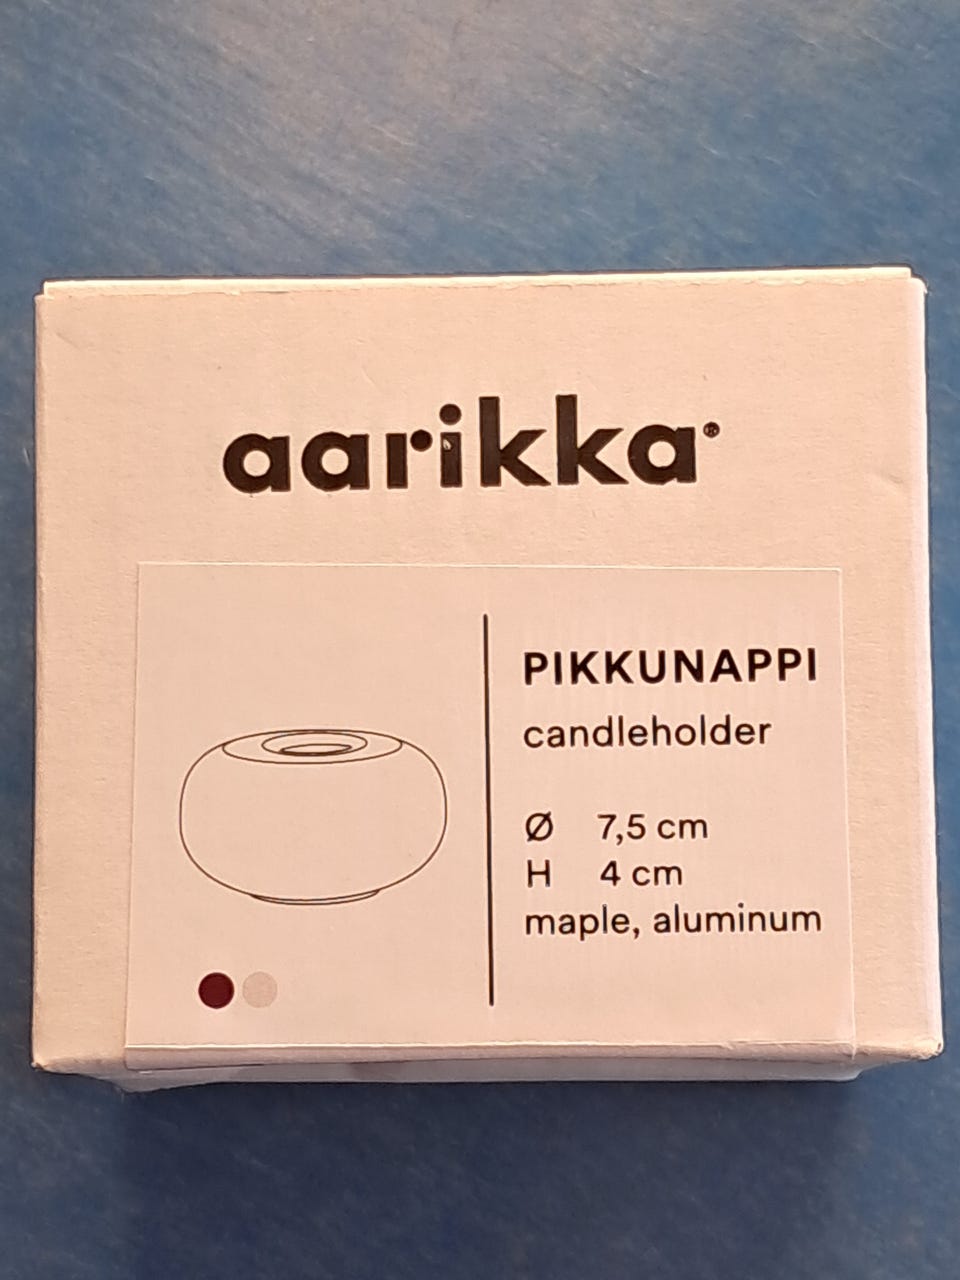 aarikka®
PIKKUNAPPI
candleholder
Ø 7,5 cm
H 4 cm
maple, aluminum